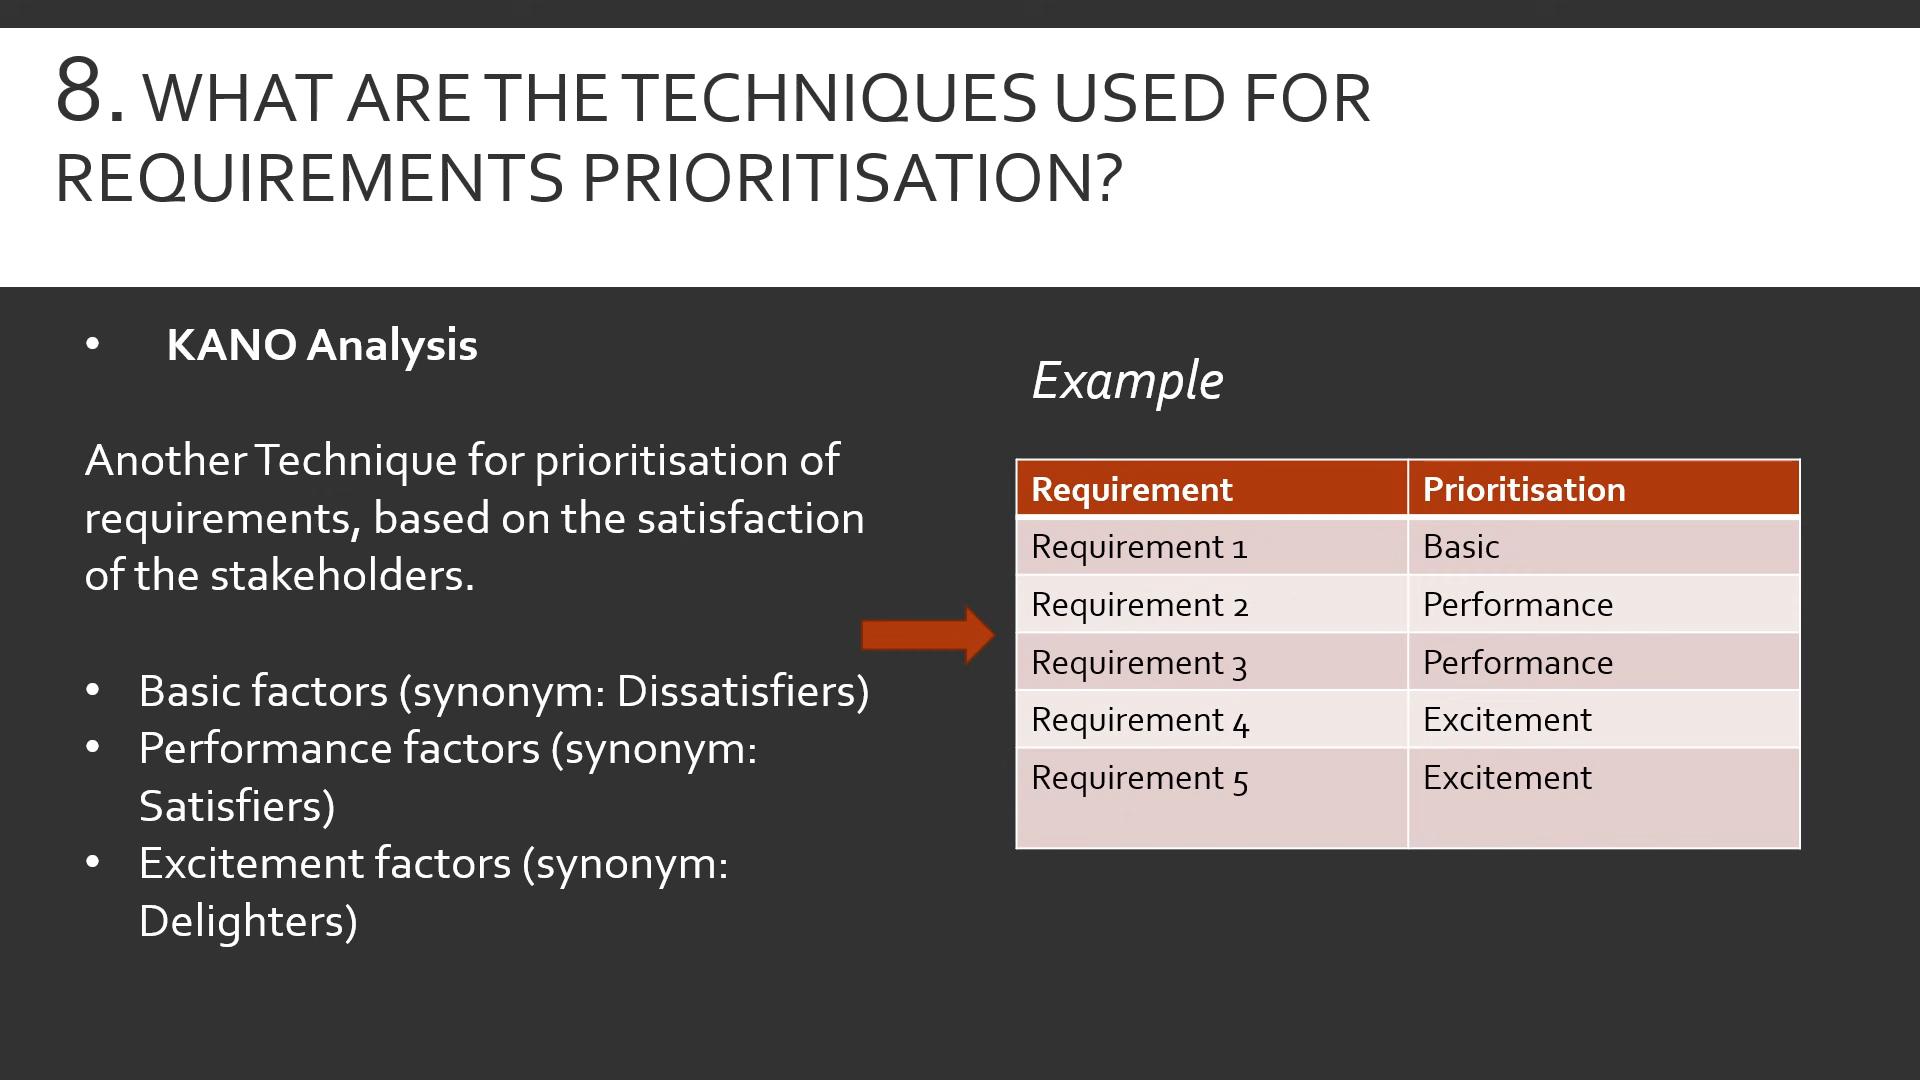 8. WHAT ARE THE TECHNIQUES USED FOR
REQUIREMENTS PRIORITISATION?
• KANO Analysis
Another Technique for prioritisation of
requirements, based on the satisfaction
of the stakeholders.
• Basic factors (synonym: Dissatisfiers)
• Performance factors (synonym:
Satisfiers)
• Excitement factors (synonym:
Delighters)
Example
Requirement Prioritisation
Requirement 1 Basic
Requirement 2 Performance
Requirement 3 Performance
Requirement 4 Excitement
Requirement 5 Excitement